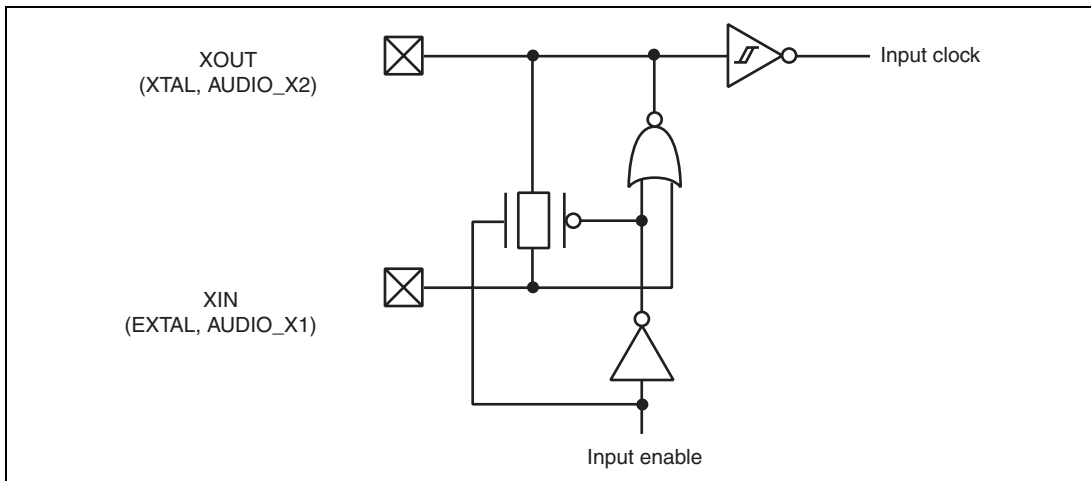 XOUT
(XTAL, AUDIO_X2)
Input clock
XIN
(EXTAL, AUDIO_X1)
Input enable